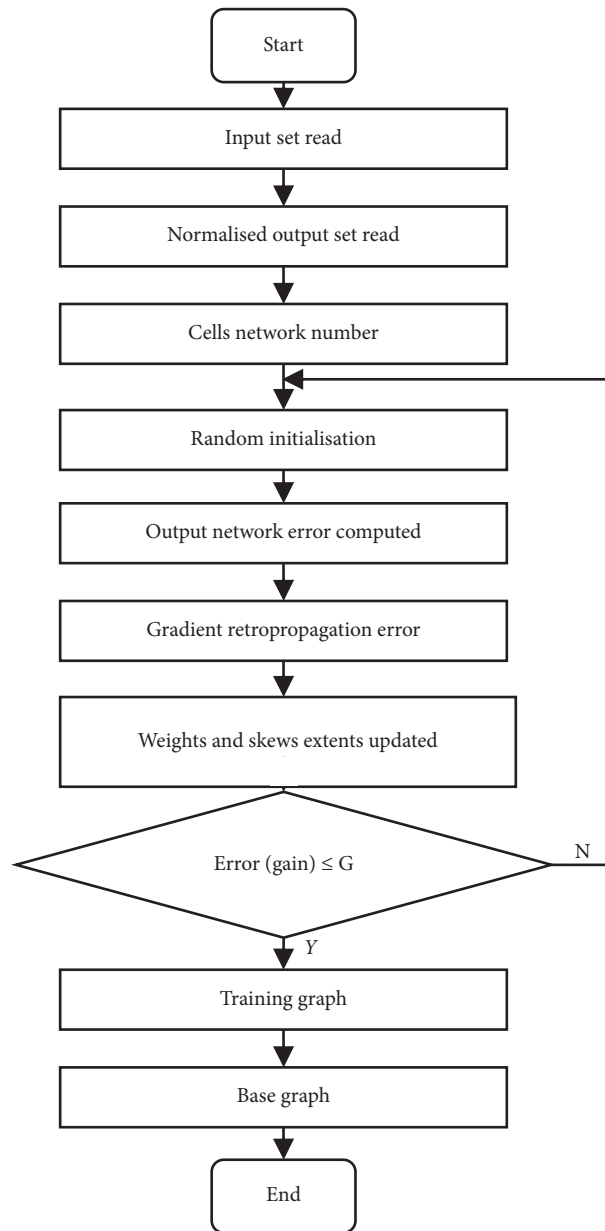 Start
Input set read
Normalised output set read
Cells network number
Random initialisation
Output network error computed
Gradient retropropagation error
Weights and skews extents updated
Error (gain) ≤ G
N
Y
Training graph
Base graph
End